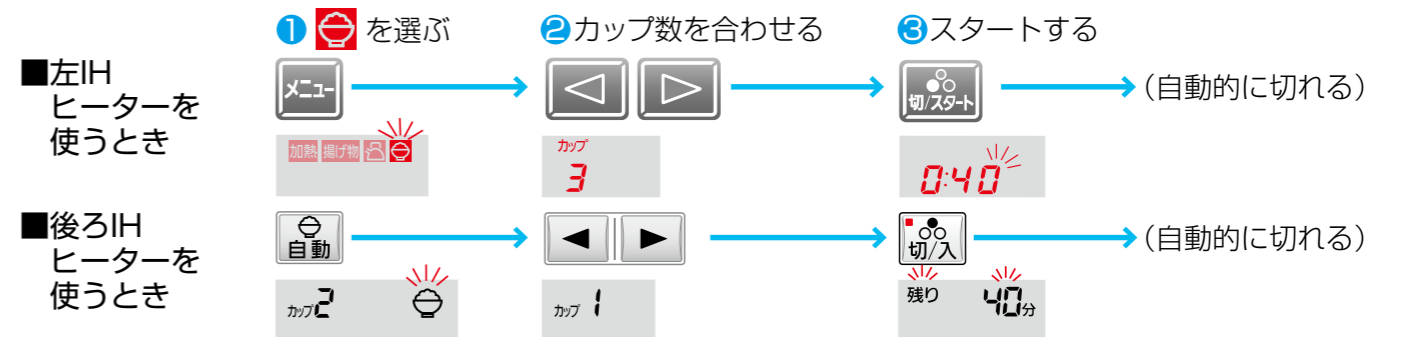 ❶ を選ぶ
❷カップ数を合わせる
❸スタートする
■左IH
ヒーターを
使うとき
メニュー
切/スタート
(自動的に切れる)
加熱 揚げ物
カップ
3
0:40
■後ろIH
ヒーターを
使うとき
自動
切/入
(自動的に切れる)
カップ2
カップ 1
残り 40分